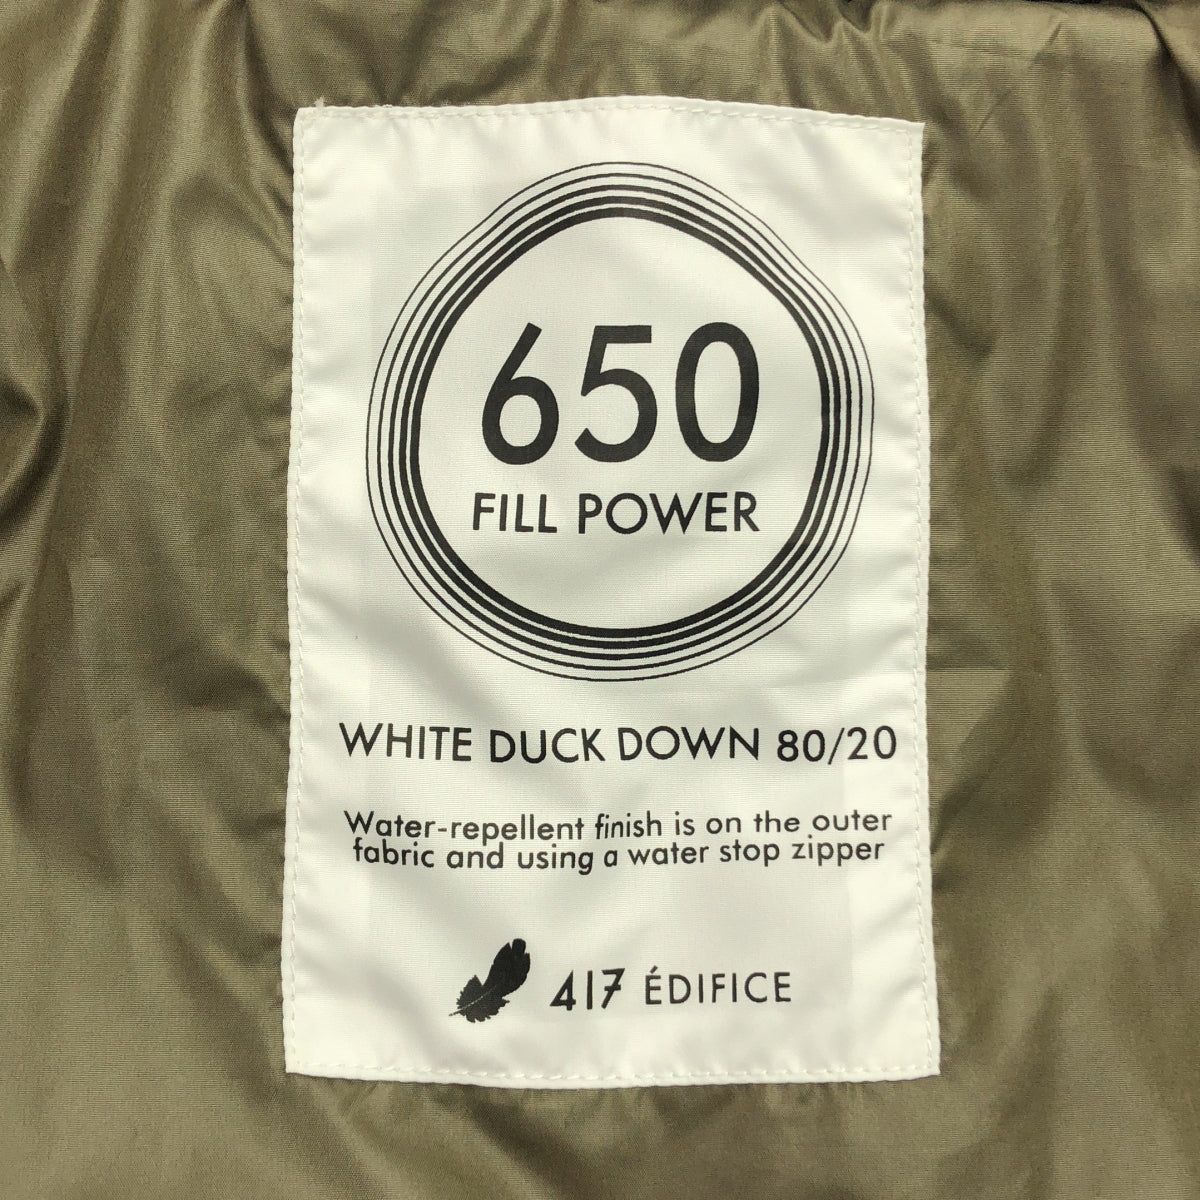 650
FILL POWER
WHITE DUCK DOWN 80/20
Water-repellent finish is on the outer
fabric and using a water stop zipper
417 ÉDIFICE